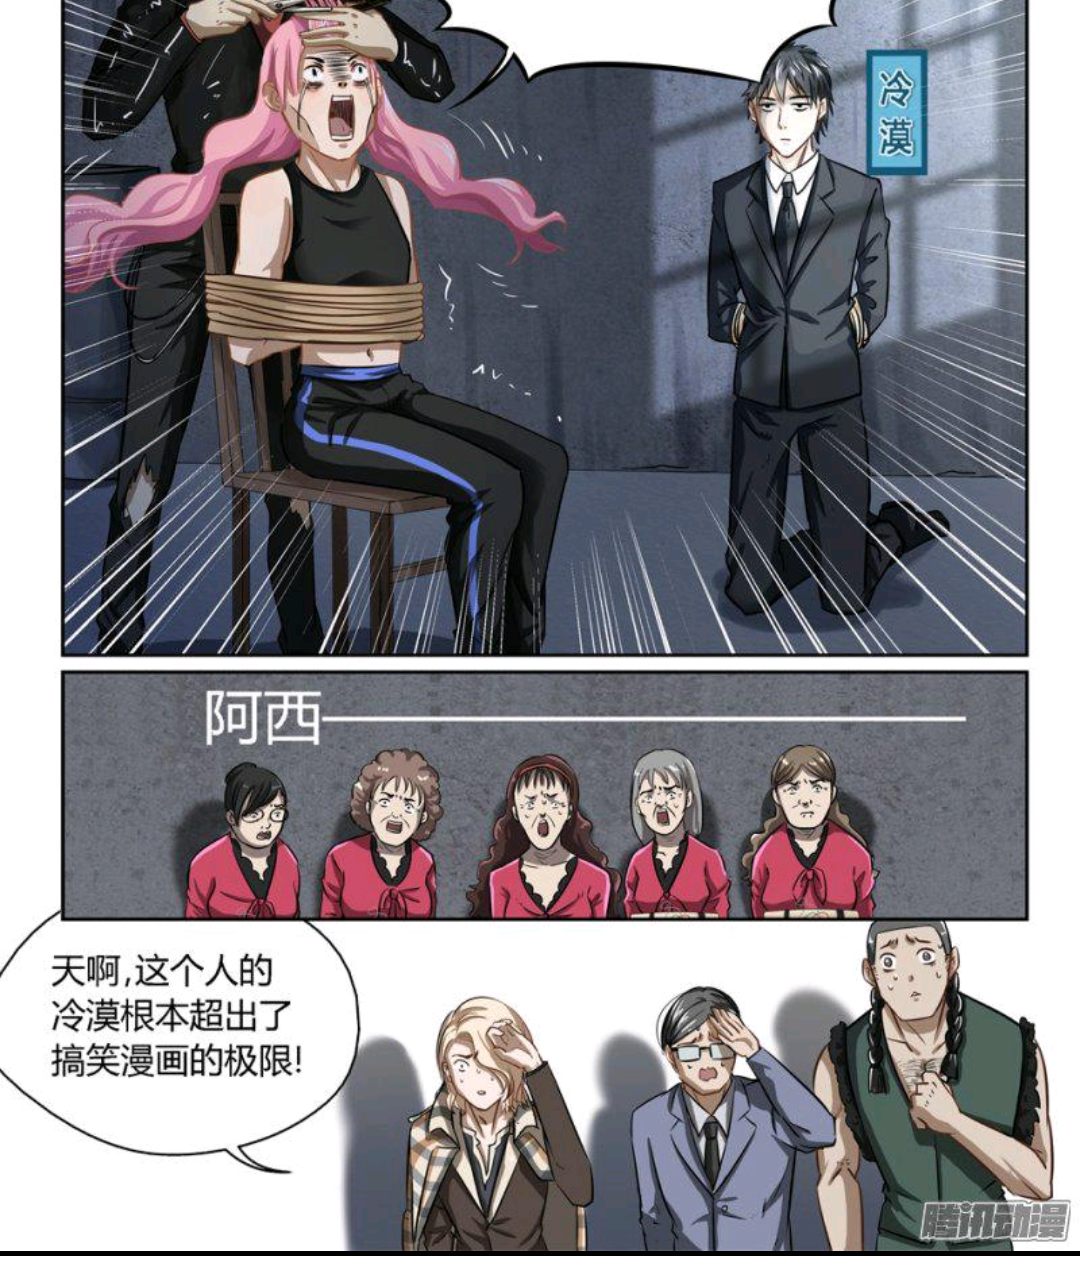 冷漠
阿西——————
天啊,这个人的
冷漠根本超出了
搞笑漫画的极限!
腾讯动漫